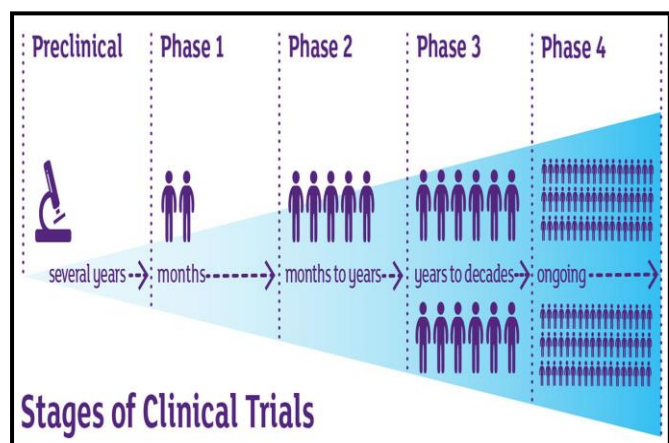 Preclinical
Phase 1
Phase 2
Phase 3
Phase 4
several years
months
months to years
years to decades
ongoing
Stages of Clinical Trials